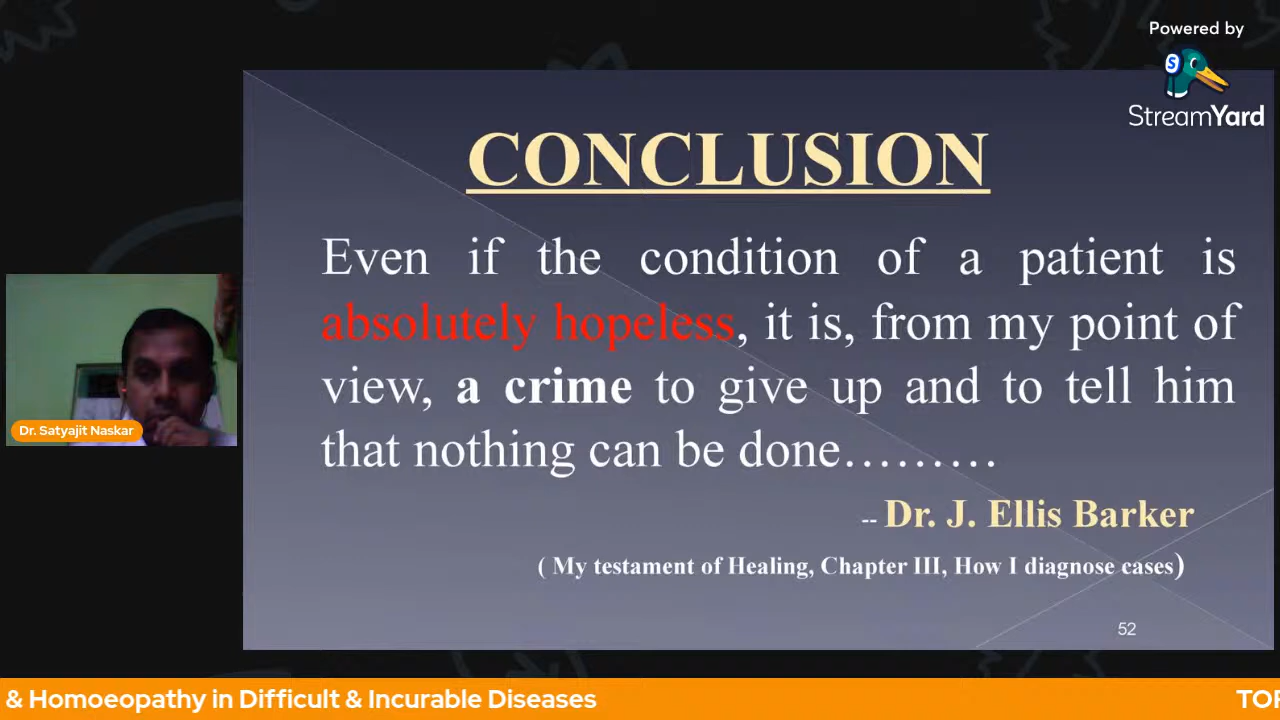 Powered by
StreamYard
CONCLUSION
Even if the condition of a patient is
absolutely hopeless, it is, from my point of
view, a crime to give up and to tell him
that nothing can be done………
-- Dr. J. Ellis Barker
( My testament of Healing, Chapter III, How I diagnose cases)
52
Dr. Satyajit Naskar
& Homoeopathy in Difficult & Incurable Diseases